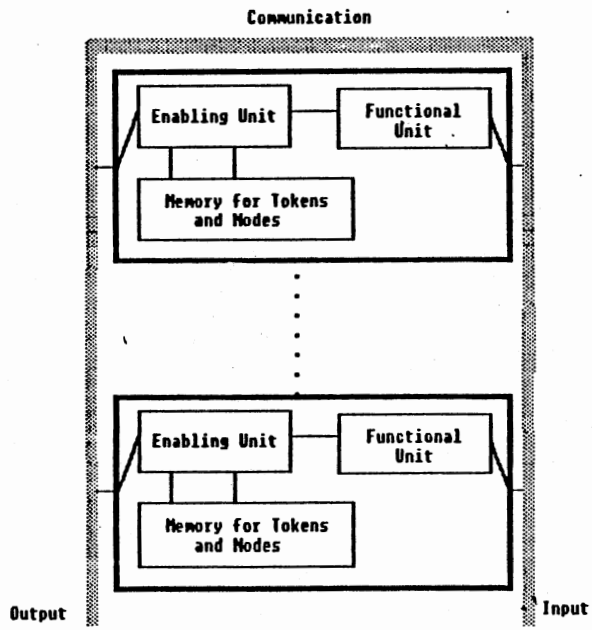 Communication
Enabling Unit
Functional
Unit
Memory for Tokens
and Nodes
Enabling Unit
Functional
Unit
Memory for Tokens
and Nodes
Output
Input